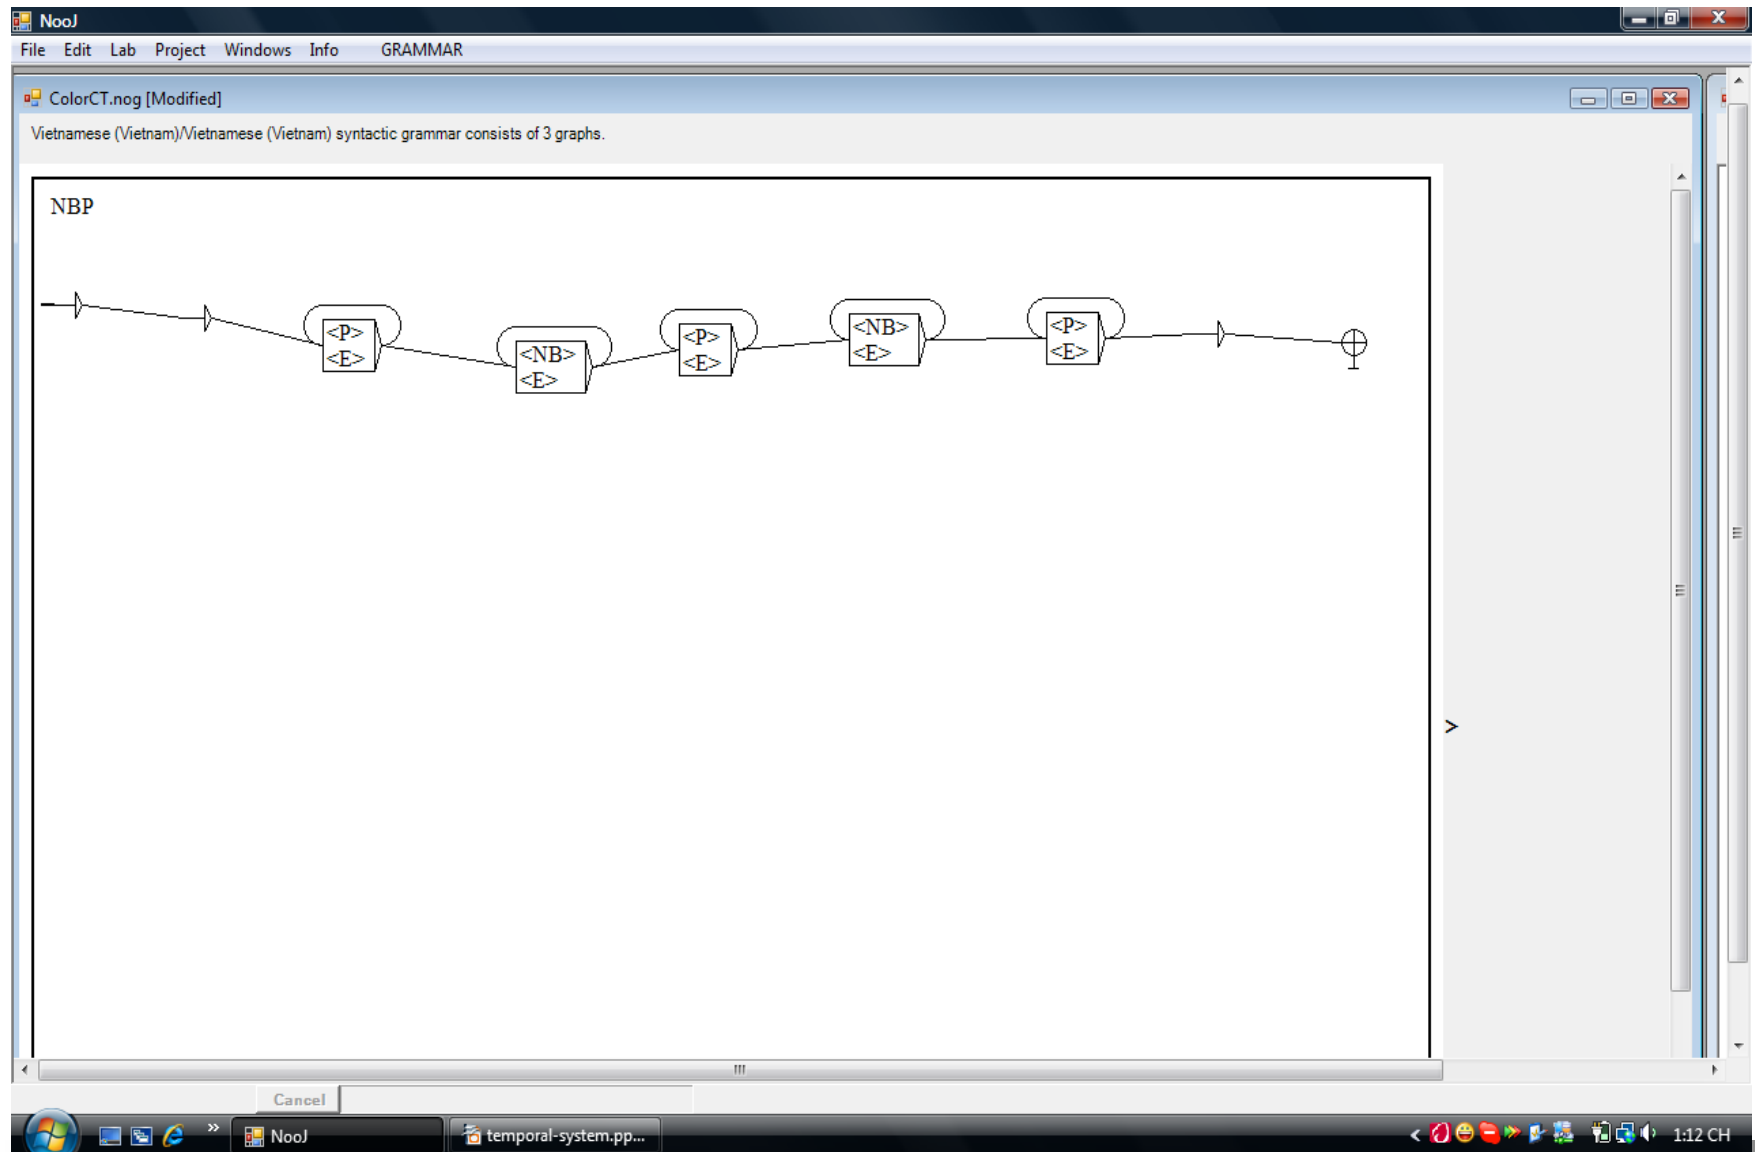 NooJ
File Edit Lab Project Windows Info GRAMMAR
ColorCT.nog [Modified]
Vietnamese (Vietnam)/Vietnamese (Vietnam) syntactic grammar consists of 3 graphs.
NBP
<P>
<E>
<NB>
<E>
<P>
<E>
<NB>
<E>
<P>
<E>
>
Cancel
» NooJ temporal-system.pp... < 1:12 CH